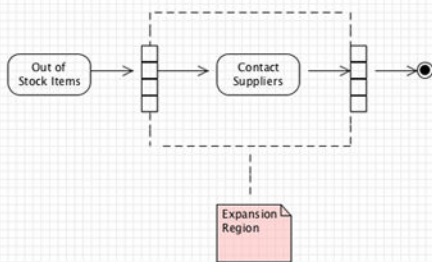 Out of
Stock Items
Contact
Suppliers
Expansion
Region